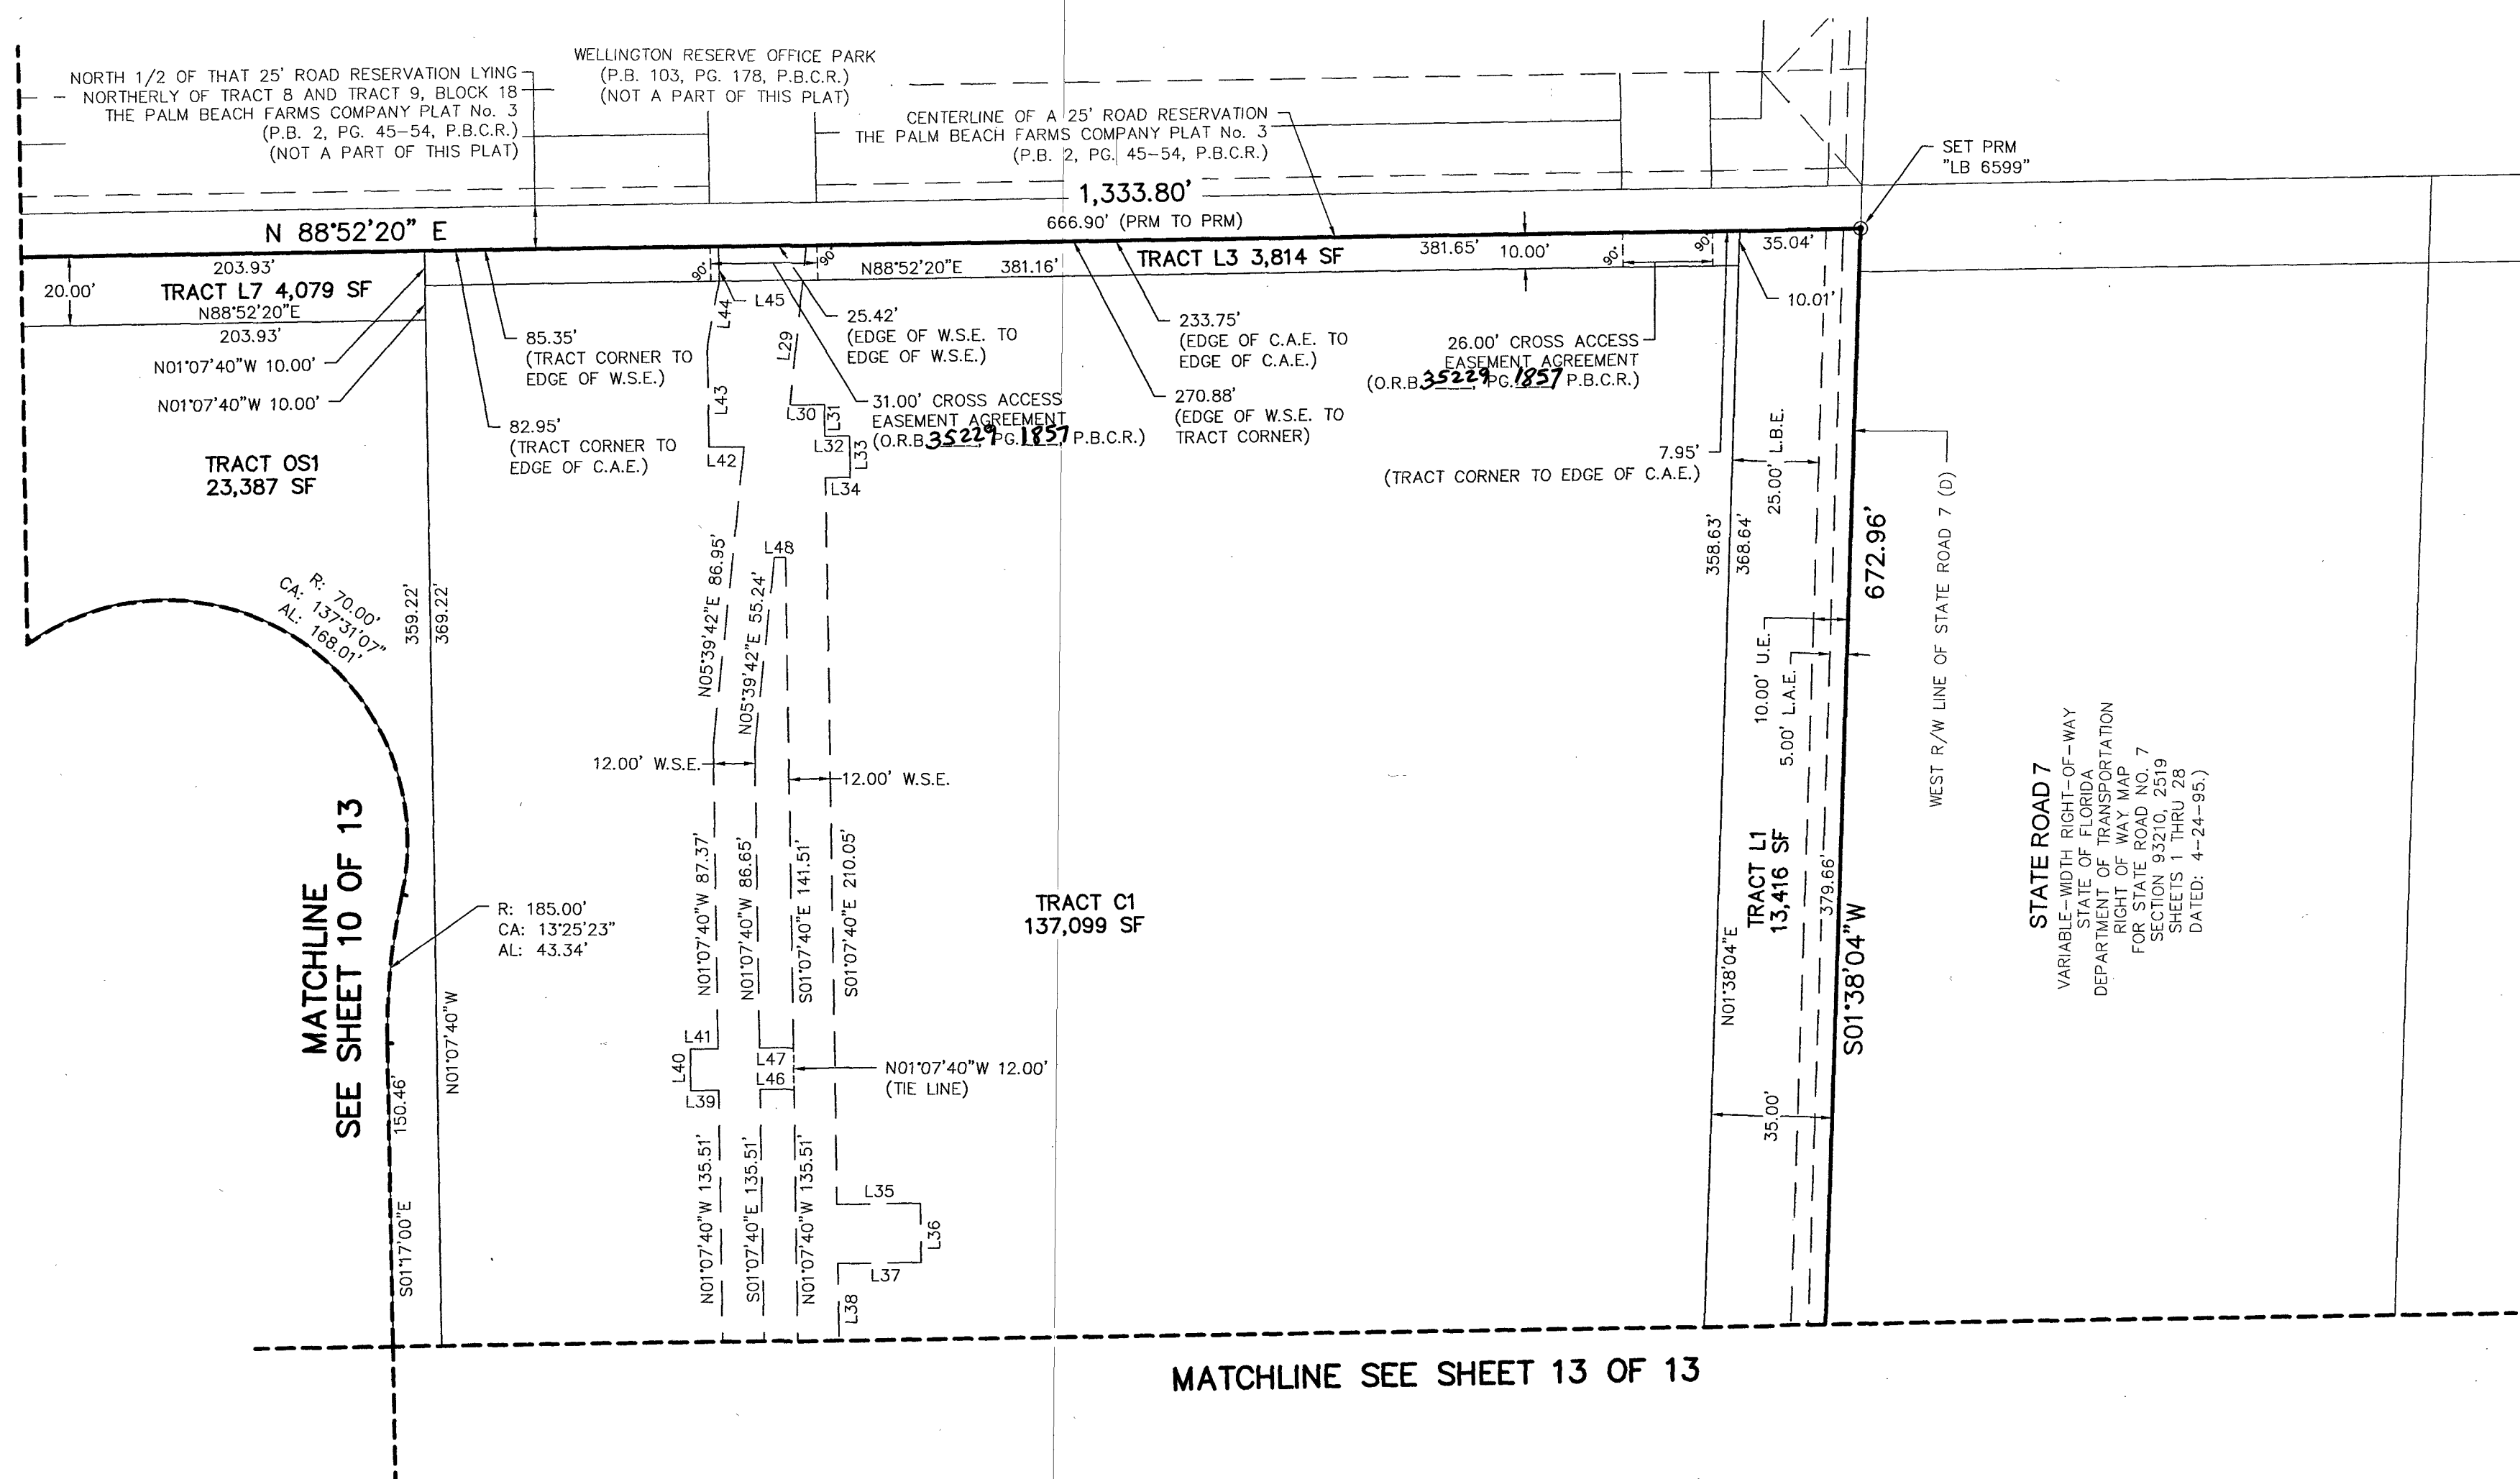 NORTH 1/2 OF THAT 25' ROAD RESERVATION LYING
NORTHERLY OF TRACT 8 AND TRACT 9, BLOCK 18
THE PALM BEACH FARMS COMPANY PLAT No. 3
(P.B. 2, PG. 45-54, P.B.C.R.)
(NOT A PART OF THIS PLAT)
WELLINGTON RESERVE OFFICE PARK
(P.B. 103, PG. 178, P.B.C.R.)
(NOT A PART OF THIS PLAT)
CENTERLINE OF A 25' ROAD RESERVATION
THE PALM BEACH FARMS COMPANY PLAT No. 3
(P.B. 2, PG. 45-54, P.B.C.R.)
SET PRM
"LB 6599"
1,333.80'
666.90' (PRM TO PRM)
N 88°52'20" E
203.93'
TRACT L7 4,079 SF
N88°52'20"E
203.93'
20.00'
N01°07'40"W 10.00'
N01°07'40"W 10.00'
90°
90°
N88°52'20"E 381.16'
TRACT L3 3,814 SF
381.65'
10.00'
90°
90°
35.04'
10.01'
L44
L45
L29
L43
L30
L31
L32
L33
L42
L34
85.35'
(TRACT CORNER TO
EDGE OF W.S.E.)
82.95'
(TRACT CORNER TO
EDGE OF C.A.E.)
25.42'
(EDGE OF W.S.E. TO
EDGE OF W.S.E.)
31.00' CROSS ACCESS
EASEMENT AGREEMENT
(O.R.B. 35229, PG. 1857 P.B.C.R.)
233.75'
(EDGE OF C.A.E. TO
EDGE OF C.A.E.)
270.88'
(EDGE OF W.S.E. TO
TRACT CORNER)
26.00' CROSS ACCESS
EASEMENT AGREEMENT
(O.R.B. 35229, PG. 1857 P.B.C.R.)
7.95'
(TRACT CORNER TO EDGE OF C.A.E.)
25.00' L.B.E.
TRACT OS1
23,387 SF
R: 70.00'
CA: 137°31'07"
AL: 168.01'
359.22'
369.22'
N05°39'42"E 86.95'
N05°39'42"E 55.24'
L48
358.63'
368.64'
672.96'
10.00' U.E.
5.00' L.A.E.
WEST R/W LINE OF STATE ROAD 7 (D)
12.00' W.S.E.
12.00' W.S.E.
STATE ROAD 7
VARIABLE-WIDTH RIGHT-OF-WAY
STATE OF FLORIDA
DEPARTMENT OF TRANSPORTATION
RIGHT OF WAY MAP
FOR STATE ROAD NO. 7
SECTION 93210, 2519
SHEETS 1 THRU 28
DATED: 4-24-95.)
MATCHLINE
SEE SHEET 10 OF 13
R: 185.00'
CA: 13°25'23"
AL: 43.34'
N01°07'40"W 87.37'
N01°07'40"W 86.65'
S01°07'40"E 141.51'
S01°07'40"E 210.05'
TRACT C1
137,099 SF
TRACT L1
13,416 SF
379.66'
N01°38'04"E
S01°38'04"W
N01°07'40"W
150.46'
S01°17'00"E
L41
L40
L39
L47
L46
N01°07'40"W 12.00'
(TIE LINE)
35.00'
N01°07'40"W 135.51'
S01°07'40"E 135.51'
N01°07'40"W 135.51'
L35
L36
L37
L38
MATCHLINE SEE SHEET 13 OF 13